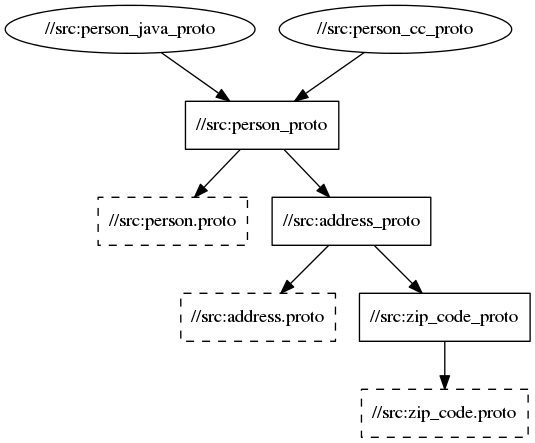 //src:person_java_proto
//src:person_cc_proto
//src:person_proto
//src:person.proto
//src:address_proto
//src:address.proto
//src:zip_code_proto
//src:zip_code.proto